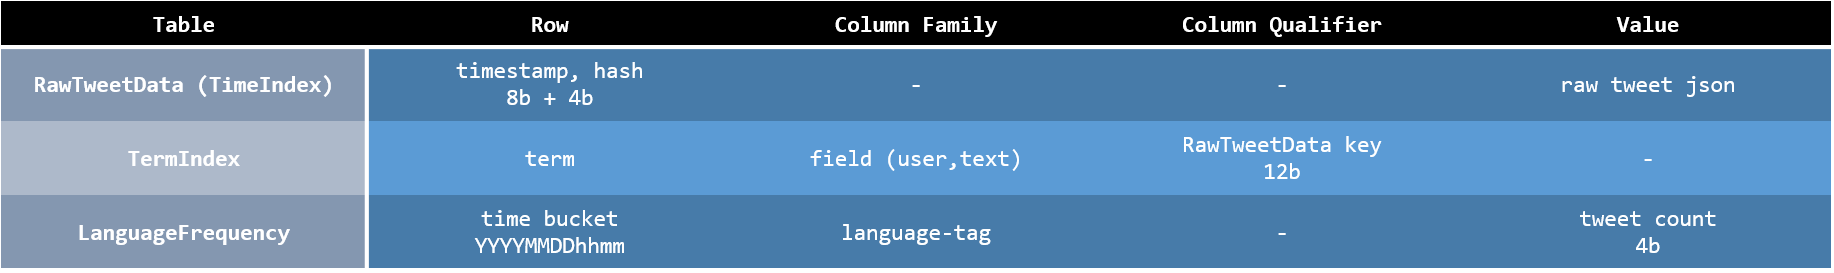 Table Row Column Family Column Qualifier Value
RawTweetData (TimeIndex) timestamp, hash - - raw tweet json
8b + 4b
TermIndex term field (user,text) RawTweetData key -
12b
LanguageFrequency time bucket language-tag - tweet count
YYYYMMDDhhmm 4b